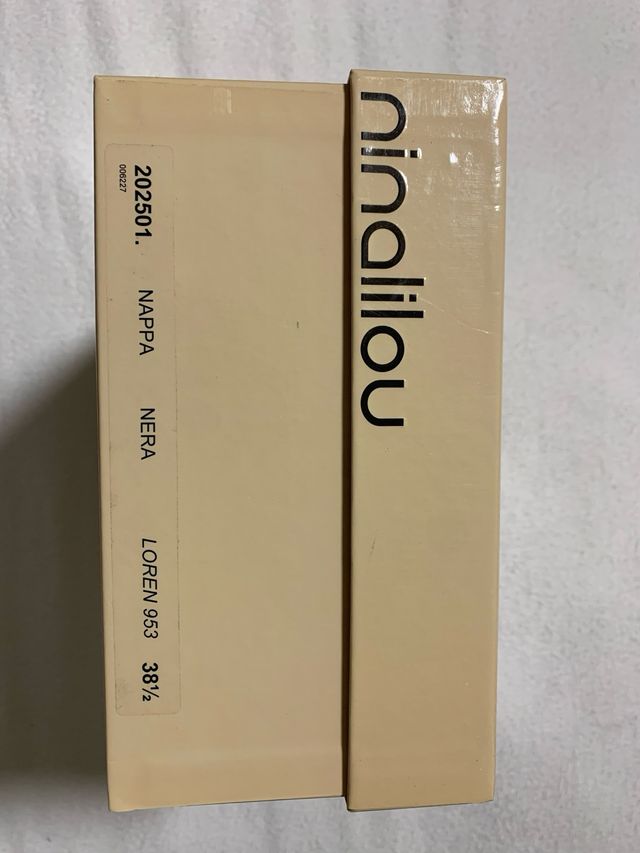 ninalilou
202501. NAPPA NERA LOREN 953 38½
006227